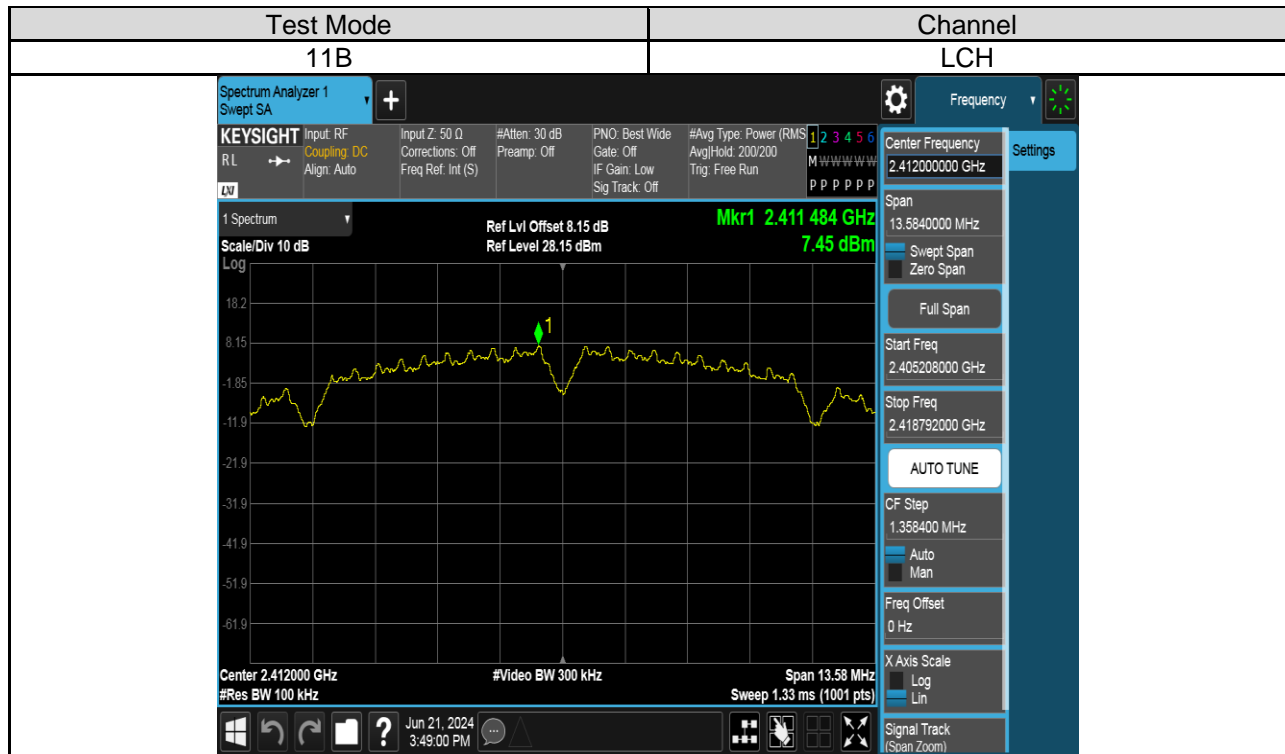 Test Mode Channel
11B LCH
Spectrum Analyzer 1
Swept SA
+
Frequency
KEYSIGHT
RL
LXI
Input: RF
Coupling: DC
Align: Auto
Input Z: 50 Ω
Corrections: Off
Freq Ref: Int (S)
#Atten: 30 dB
Preamp: Off
PNO: Best Wide
Gate: Off
IF Gain: Low
Sig Track: Off
#Avg Type: Power (RMS
Avg|Hold: 200/200
Trig: Free Run
1 2 3 4 5 6
M W W W W W
P P P P P P
1 Spectrum
Scale/Div 10 dB
Ref Lvl Offset 8.15 dB
Ref Level 28.15 dBm
Mkr1 2.411 484 GHz
7.45 dBm
Log
18.2
8.15
-1.85
-11.9
-21.9
-31.9
-41.9
-51.9
-61.9
1
Center 2.412000 GHz
#Res BW 100 kHz
#Video BW 300 kHz
Span 13.58 MHz
Sweep 1.33 ms (1001 pts)
?
Jun 21, 2024
3:49:00 PM
Center Frequency
2.412000000 GHz
Span
13.5840000 MHz
Swept Span
Zero Span
Full Span
Start Freq
2.405208000 GHz
Stop Freq
2.418792000 GHz
AUTO TUNE
CF Step
1.358400 MHz
Auto
Man
Freq Offset
0 Hz
X Axis Scale
Log
Lin
Signal Track
(Span Zoom)
Settings